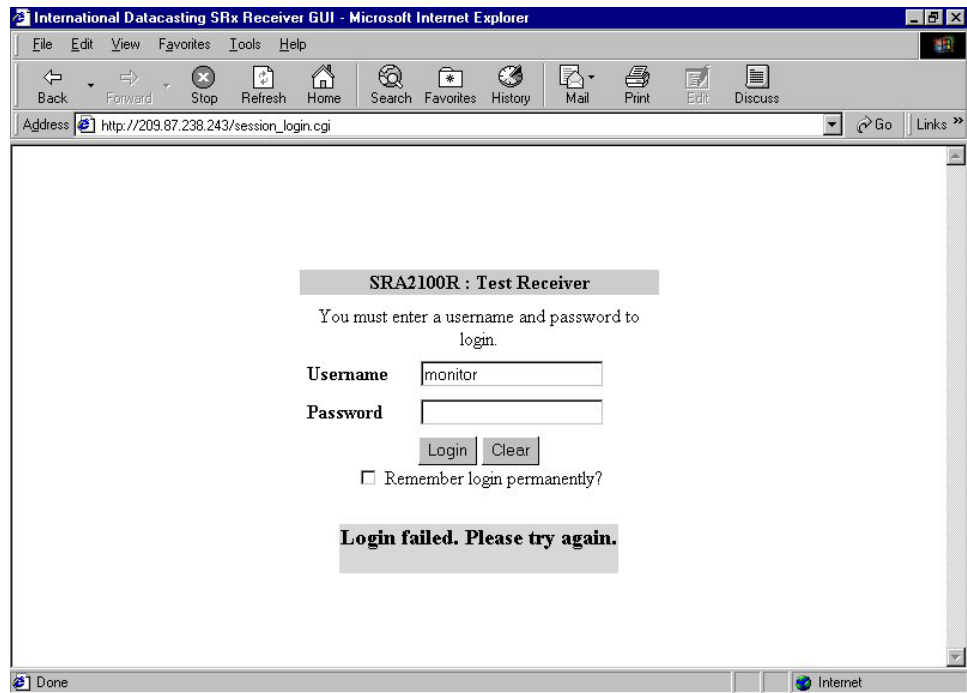 International Datacasting SRx Receiver GUI - Microsoft Internet Explorer
File Edit View Favorites Tools Help
Back Forward Stop Refresh Home Search Favorites History Mail Print Edit Discuss
Address http://209.87.238.243/session_login.cgi Go Links »
SRA2100R : Test Receiver
You must enter a username and password to
login.
Username monitor
Password
Login Clear
Remember login permanently?
Login failed. Please try again.
Done Internet